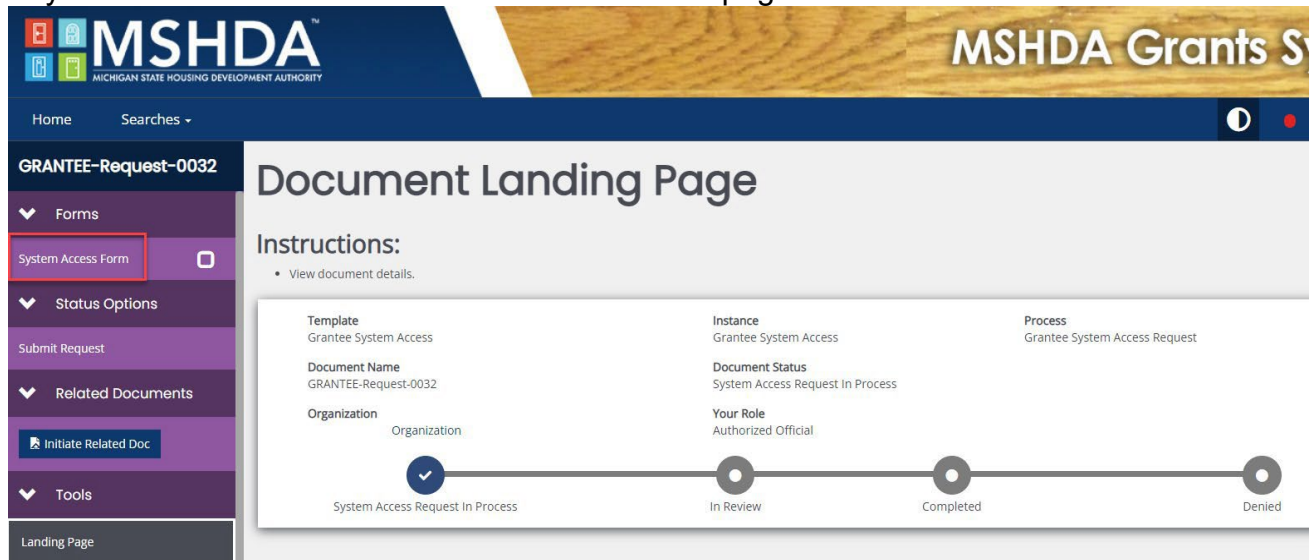 MSHDA™
MICHIGAN STATE HOUSING DEVELOPMENT AUTHORITY
MSHDA Grants
Home Searches
GRANTEE-Request-0032
Forms
System Access Form
Status Options
Submit Request
Related Documents
Initiate Related Doc
Tools
Landing Page
Document Landing Page
Instructions:
• View document details.
Template
Grantee System Access
Instance
Grantee System Access
Process
Grantee System Access Request
Document Name
GRANTEE-Request-0032
Document Status
System Access Request In Process
Organization
Organization
Your Role
Authorized Official
System Access Request In Process
In Review
Completed
Denied